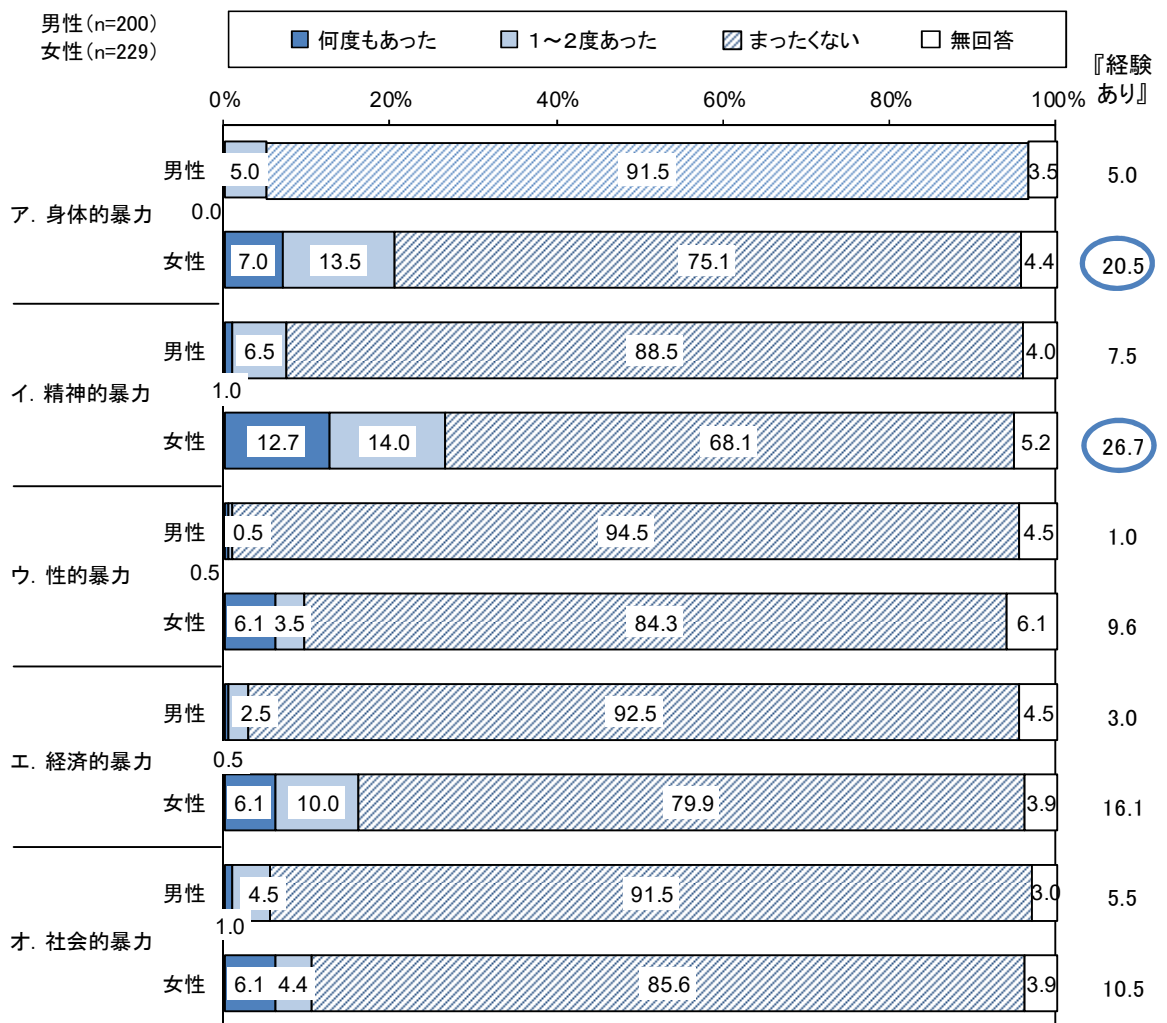 男性(n=200)
女性(n=229)
何度もあった 1～2度あった まったくない 無回答
『経験
あり』
0% 20% 40% 60% 80% 100%
男性 5.0 91.5 3.5 5.0
ア. 身体的暴力 0.0
女性 7.0 13.5 75.1 4.4 20.5
男性 6.5 88.5 4.0 7.5
イ. 精神的暴力 1.0
女性 12.7 14.0 68.1 5.2 26.7
男性 0.5 94.5 4.5 1.0
ウ. 性的暴力 0.5
女性 6.1 3.5 84.3 6.1 9.6
男性 2.5 92.5 4.5 3.0
エ. 経済的暴力 0.5
女性 6.1 10.0 79.9 3.9 16.1
男性 4.5 91.5 3.0 5.5
オ. 社会的暴力 1.0
女性 6.1 4.4 85.6 3.9 10.5